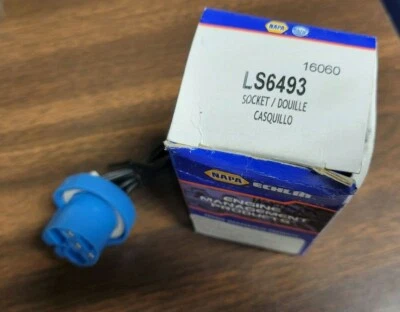 NAPA
16060
LS6493
SOCKET / DOUILLE
CASQUILLO
NAPA ECHLIN
ENGINE
MANAGEMENT
PRODUCTS